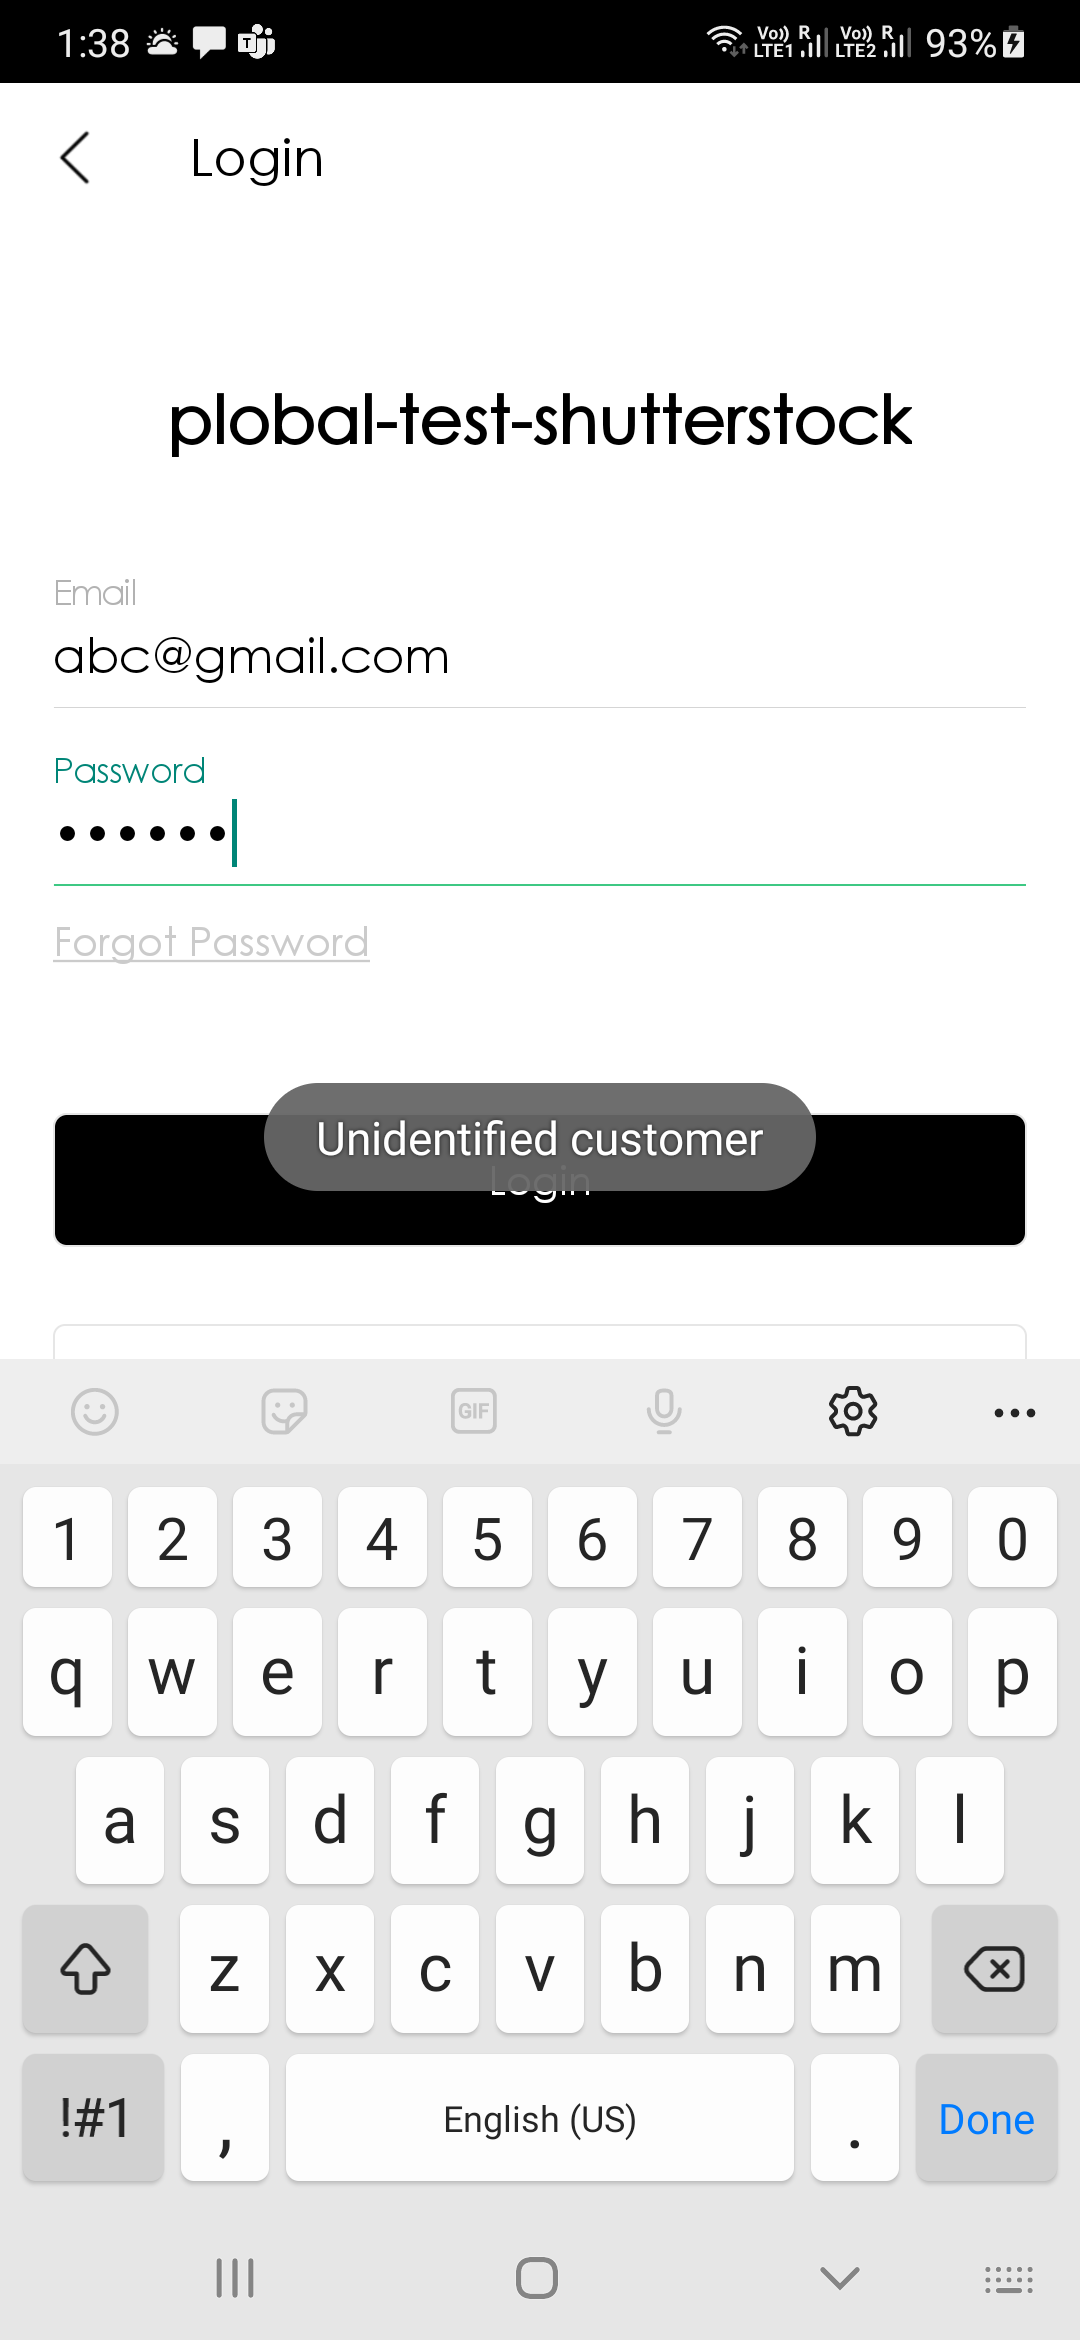 1:38 Vo)) LTE1 R Vo)) LTE2 R 93%
Login
plobal-test-shutterstock
Email
abc@gmail.com
Password
••••••
Forgot Password
Unidentified customer
Login
GIF
1 2 3 4 5 6 7 8 9 0
q w e r t y u i o p
a s d f g h j k l
z x c v b n m
!#1 , English (US) . Done